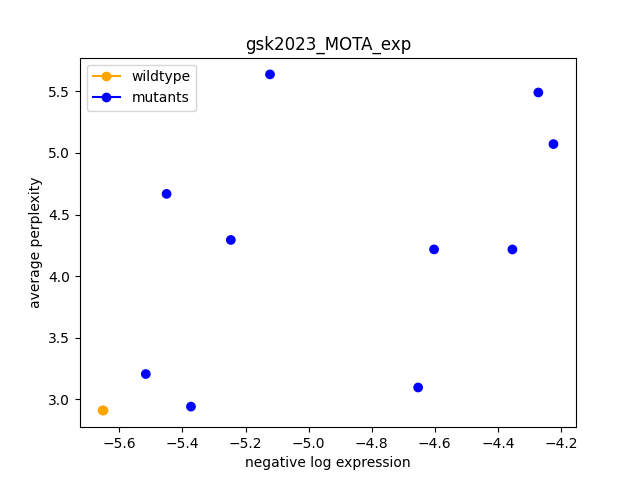 gsk2023_MOTA_exp
wildtype
mutants
5.5
5.0
4.5
4.0
3.5
3.0
average perplexity
−5.6
−5.4
−5.2
−5.0
−4.8
−4.6
−4.4
−4.2
negative log expression